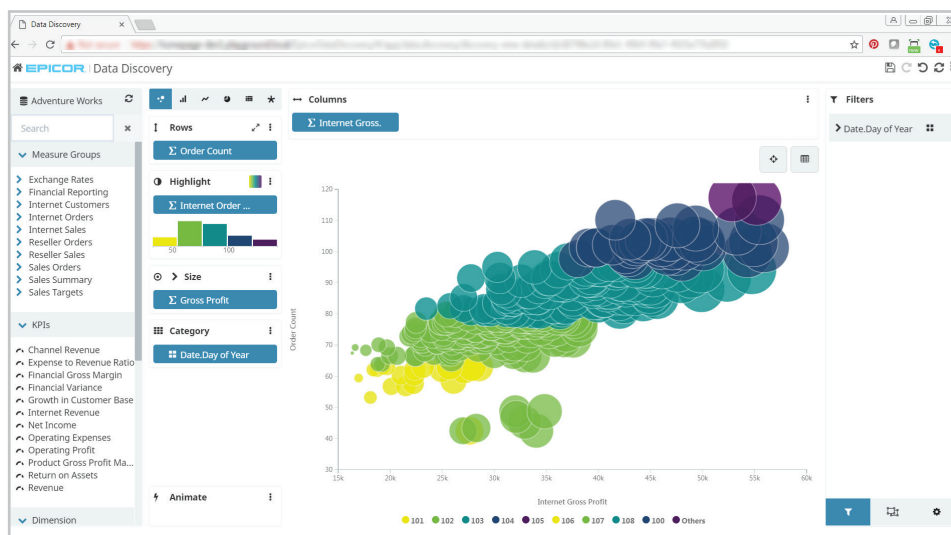 Data Discovery
EPICOR Data Discovery
Adventure Works
Search
Measure Groups
Exchange Rates
Financial Reporting
Internet Customers
Internet Orders
Internet Sales
Reseller Orders
Reseller Sales
Sales Orders
Sales Summary
Sales Targets
KPIs
Channel Revenue
Expense to Revenue Ratio
Financial Gross Margin
Financial Variance
Growth in Customer Base
Internet Revenue
Net Income
Operating Expenses
Operating Profit
Product Gross Profit Ma...
Return on Assets
Revenue
Dimension
Rows
Σ Order Count
Highlight
Σ Internet Order ...
50 100
Size
Σ Gross Profit
Category
Date.Day of Year
Animate
Columns
Σ Internet Gross.
120
110
100
90
80
70
60
50
40
30
Order Count
15k 20k 25k 30k 35k 40k 45k 50k 55k 60k
Internet Gross Profit
101 102 103 104 105 106 107 108 100 Others
Filters
Date.Day of Year